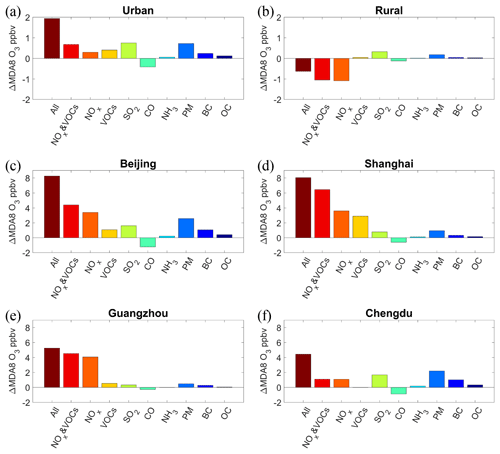 (a) Urban
ΔMDA8 O3 ppbv
2
1
0
-1
-2
All NOx&VOCs NOx VOCs SO2 CO NH3 PM BC OC
(b) Rural
ΔMDA8 O3 ppbv
2
1
0
-1
-2
All NOx&VOCs NOx VOCs SO2 CO NH3 PM BC OC
(c) Beijing
ΔMDA8 O3 ppbv
8
6
4
2
0
-2
All NOx&VOCs NOx VOCs SO2 CO NH3 PM BC OC
(d) Shanghai
ΔMDA8 O3 ppbv
8
6
4
2
0
-2
All NOx&VOCs NOx VOCs SO2 CO NH3 PM BC OC
(e) Guangzhou
ΔMDA8 O3 ppbv
8
6
4
2
0
-2
All NOx&VOCs NOx VOCs SO2 CO NH3 PM BC OC
(f) Chengdu
ΔMDA8 O3 ppbv
8
6
4
2
0
-2
All NOx&VOCs NOx VOCs SO2 CO NH3 PM BC OC